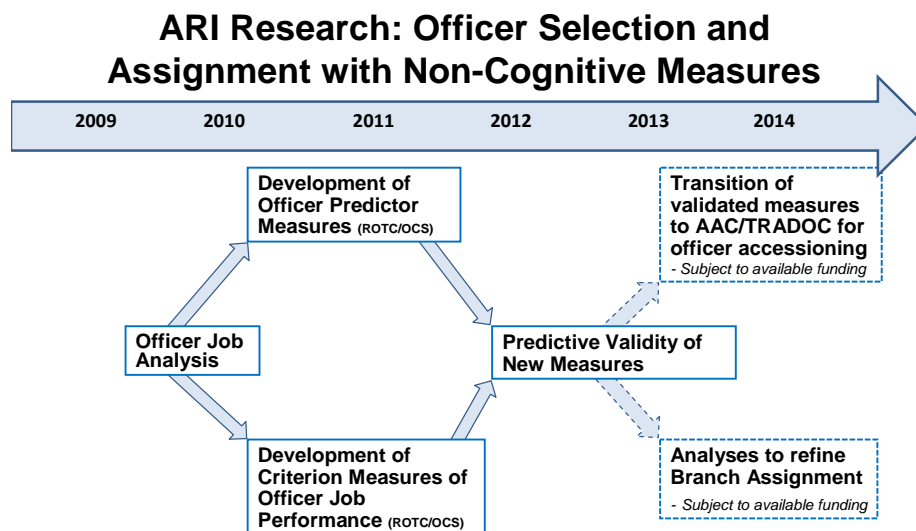 ARI Research: Officer Selection and
Assignment with Non-Cognitive Measures
2009 2010 2011 2012 2013 2014
Development of
Officer Predictor
Measures (ROTC/OCS)
Transition of
validated measures
to AAC/TRADOC for
officer accessioning
- Subject to available funding
Officer Job
Analysis
Predictive Validity of
New Measures
Development of
Criterion Measures of
Officer Job
Performance (ROTC/OCS)
Analyses to refine
Branch Assignment
- Subject to available funding